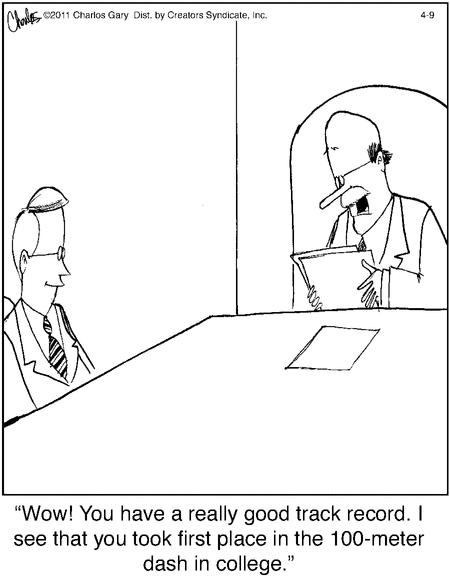 Charlos ©2011 Charlos Gary Dist. by Creators Syndicate, Inc. 4-9
“Wow! You have a really good track record. I
see that you took first place in the 100-meter
dash in college.”